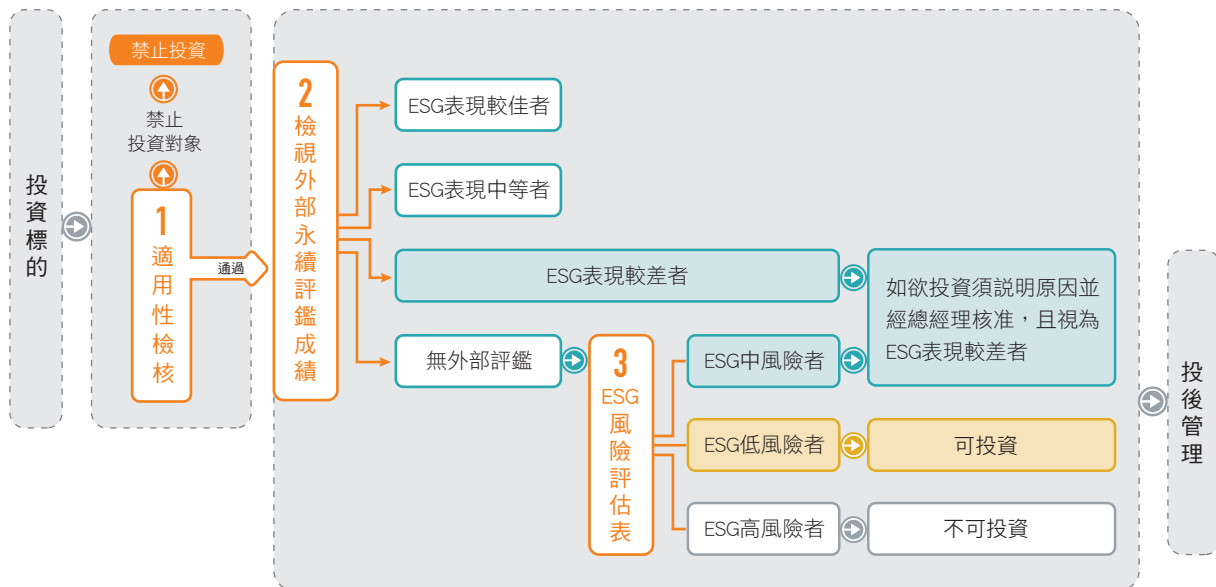 投資標的
禁止投資
禁止
投資對象
1
適用性檢核
通過
2
檢視外部永續評鑑成績
ESG表現較佳者
ESG表現中等者
ESG表現較差者
無外部評鑑
3
ESG
風險評估表
ESG中風險者
如欲投資須說明原因並
經總經理核准，且視為
ESG表現較差者
ESG低風險者
可投資
ESG高風險者
不可投資
投後管理